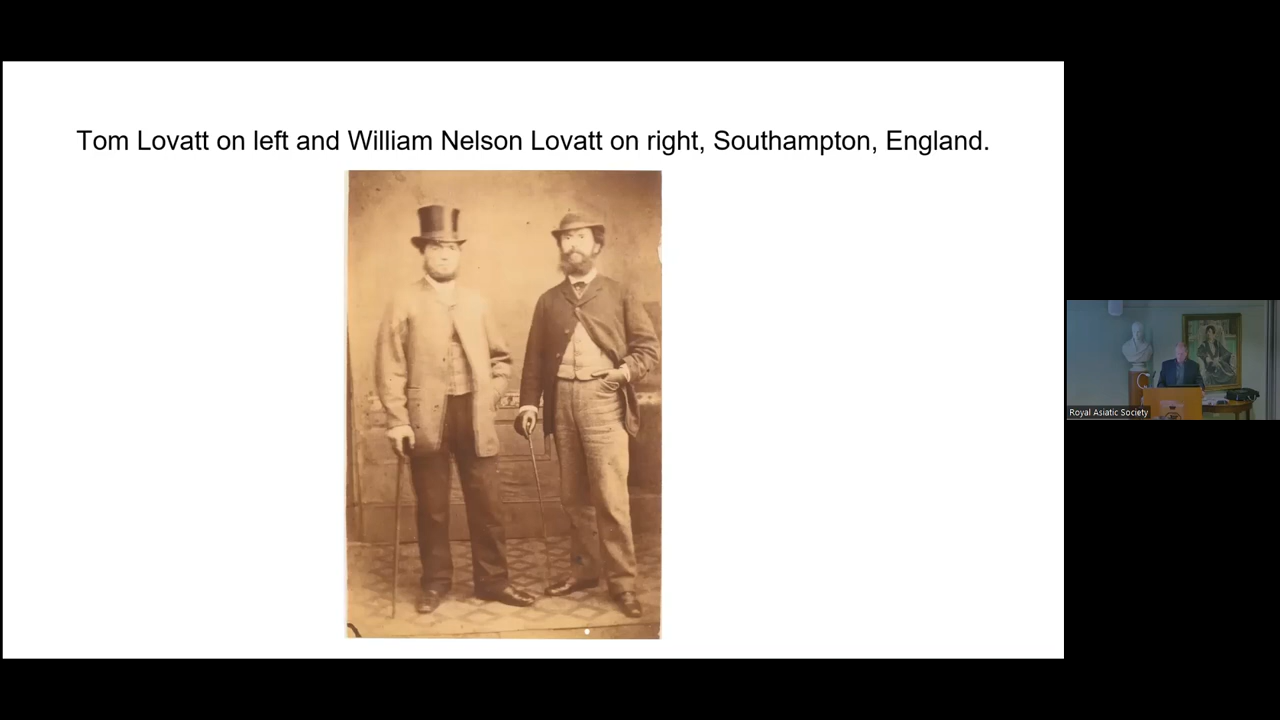 Tom Lovatt on left and William Nelson Lovatt on right, Southampton, England.
Royal Asiatic Society